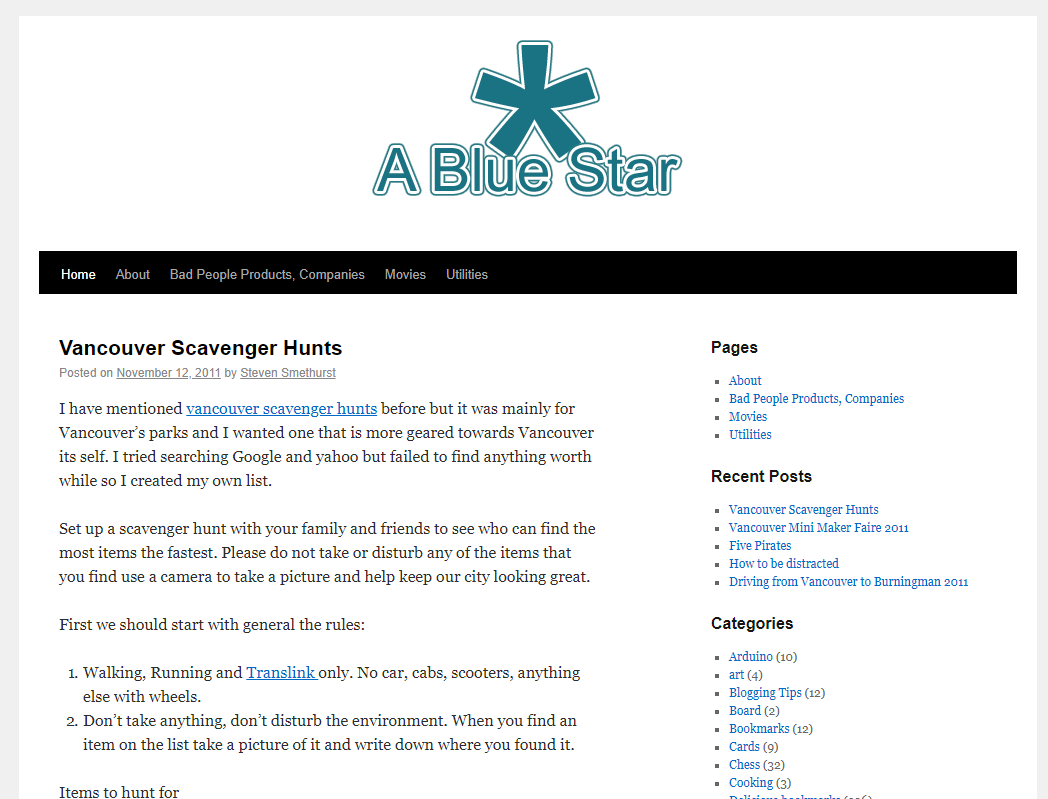 A Blue Star
Home About Bad People Products, Companies Movies Utilities
Vancouver Scavenger Hunts
Posted on November 12, 2011 by Steven Smethurst
I have mentioned vancouver scavenger hunts before but it was mainly for
Vancouver’s parks and I wanted one that is more geared towards Vancouver
its self. I tried searching Google and yahoo but failed to find anything worth
while so I created my own list.
Set up a scavenger hunt with your family and friends to see who can find the
most items the fastest. Please do not take or disturb any of the items that
you find use a camera to take a picture and help keep our city looking great.
First we should start with general the rules:
1. Walking, Running and Translink only. No car, cabs, scooters, anything
else with wheels.
2. Don’t take anything, don’t disturb the environment. When you find an
item on the list take a picture of it and write down where you found it.
Items to hunt for
Pages
About
Bad People Products, Companies
Movies
Utilities
Recent Posts
Vancouver Scavenger Hunts
Vancouver Mini Maker Faire 2011
Five Pirates
How to be distracted
Driving from Vancouver to Burningman 2011
Categories
Arduino (10)
art (4)
Blogging Tips (12)
Board (2)
Bookmarks (12)
Cards (9)
Chess (32)
Cooking (3)
Delicious bookmarks